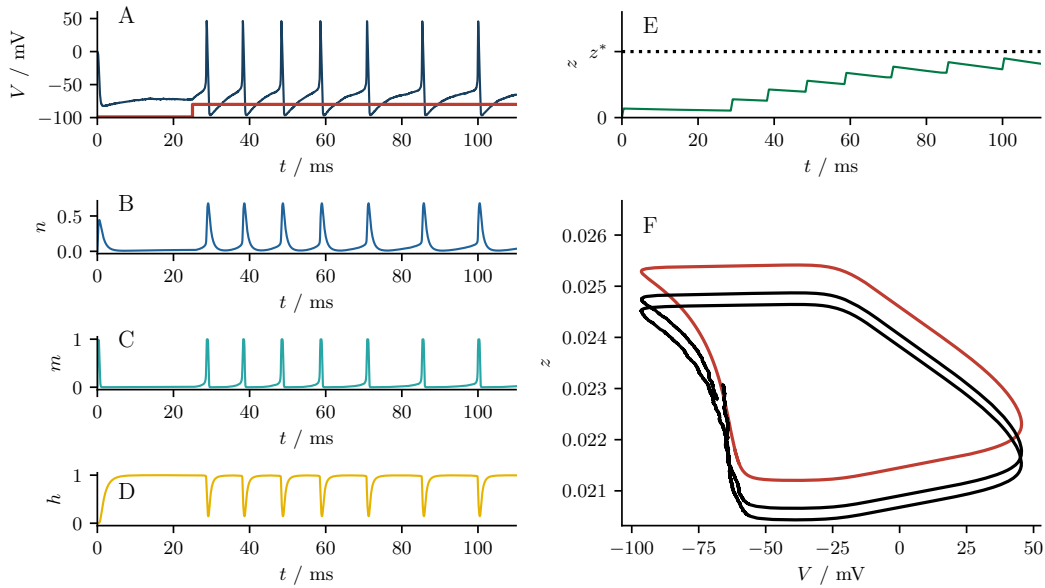 A
V / mV
50
0
−50
−100
0 20 40 60 80 100
t / ms
B
n
0.5
0.0
0 20 40 60 80 100
t / ms
C
m
1
0
0 20 40 60 80 100
t / ms
D
h
1
0
0 20 40 60 80 100
t / ms
E
z
z*
0
0 20 40 60 80 100
t / ms
F
z
0.026
0.025
0.024
0.023
0.022
0.021
−100 −75 −50 −25 0 25 50
V / mV